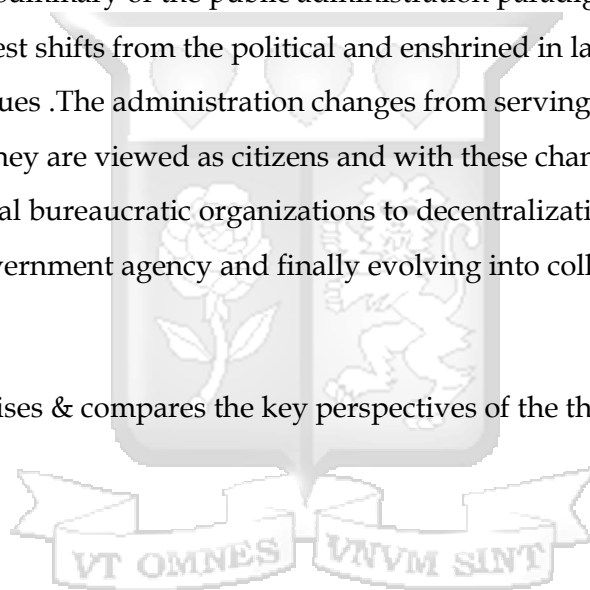 summary of the public administration paradig
est shifts from the political and enshrined in la
ues .The administration changes from serving
hey are viewed as citizens and with these chan
al bureaucratic organizations to decentralizati
vernment agency and finally evolving into coll
ises & compares the key perspectives of the th
VT OMNES VNVM SINT